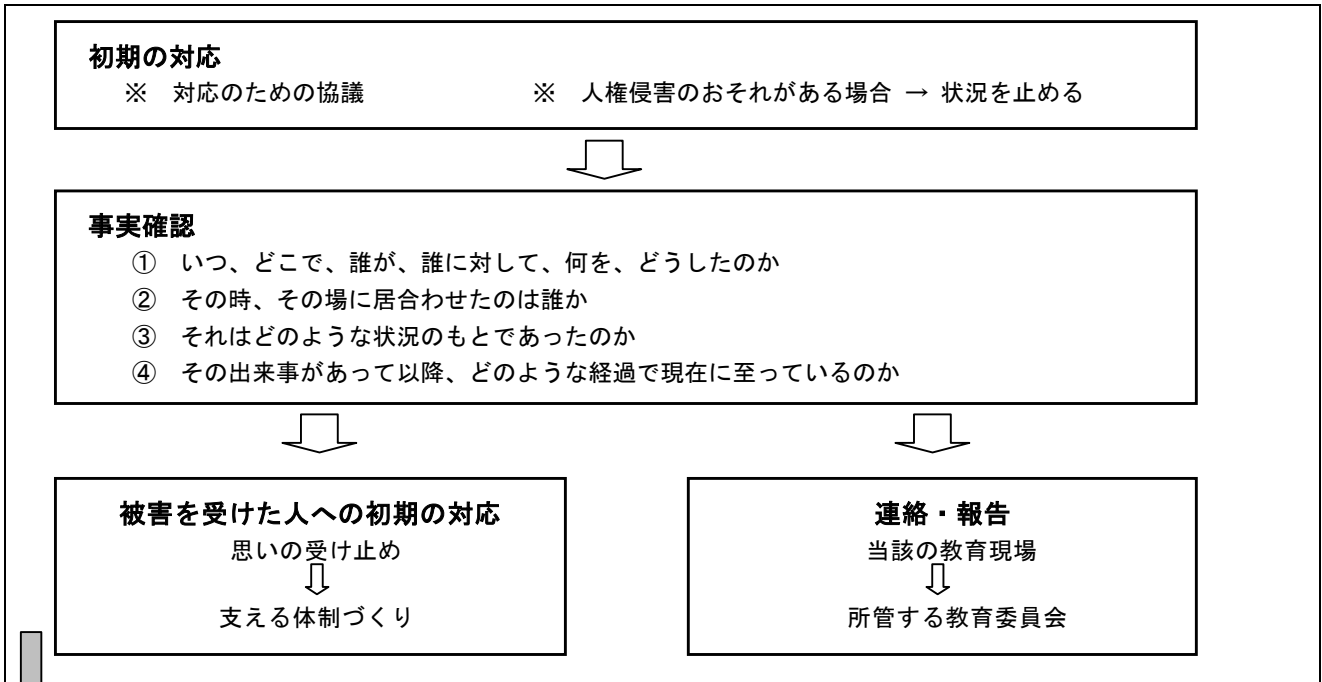 初期の対応
※ 対応のための協議 ※ 人権侵害のおそれがある場合 → 状況を止める
事実確認
① いつ、どこで、誰が、誰に対して、何を、どうしたのか
② その時、その場に居合わせたのは誰か
③ それはどのような状況のもとであったのか
④ その出来事があって以降、どのような経過で現在に至っているのか
被害を受けた人への初期の対応
思いの受け止め
支える体制づくり
連絡・報告
当該の教育現場
所管する教育委員会